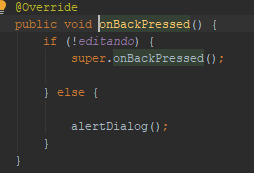 @Override
public void onBackPressed() {
if (!editando) {
super.onBackPressed();
} else {
alertDialog();
}
}